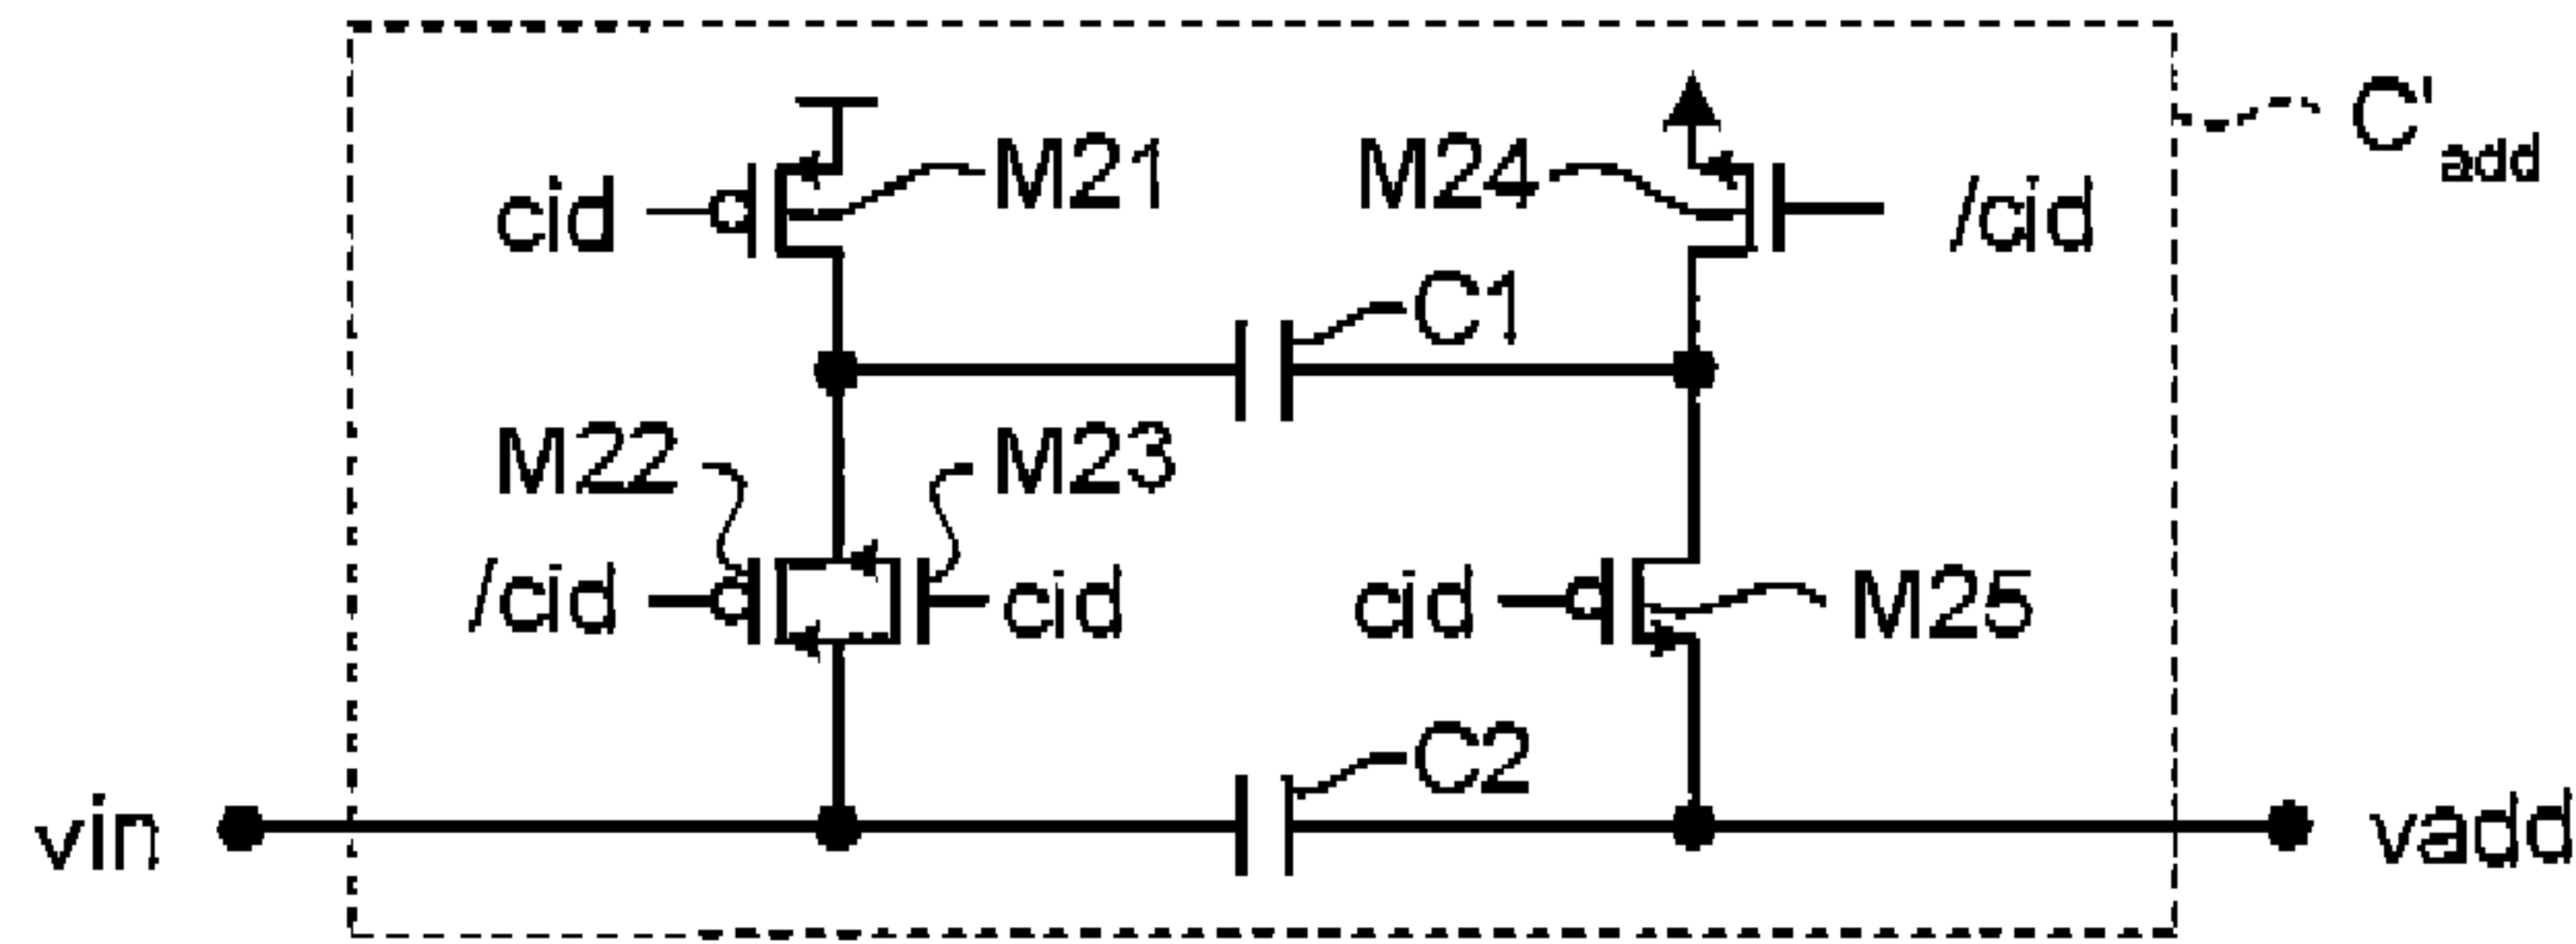 C'add
cid M21 M24 /cid
C1
M22 M23
/cid cid cid M25
C2
vin vadd